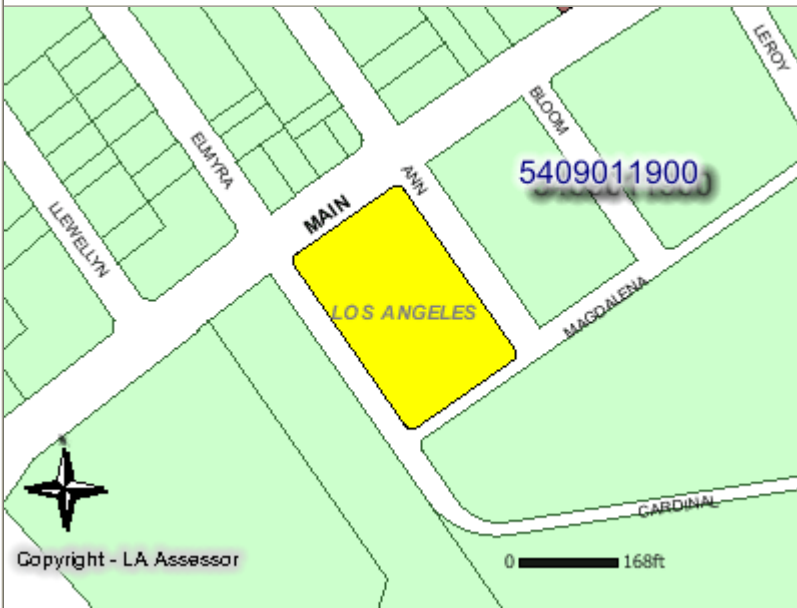 LEROY
BLOOM
ELMYRA
ANN
5409011900
MAIN
LLEWELLYN
LOS ANGELES
MAGDALENA
CARDINAL
Copyright - LA Assessor
0 168ft